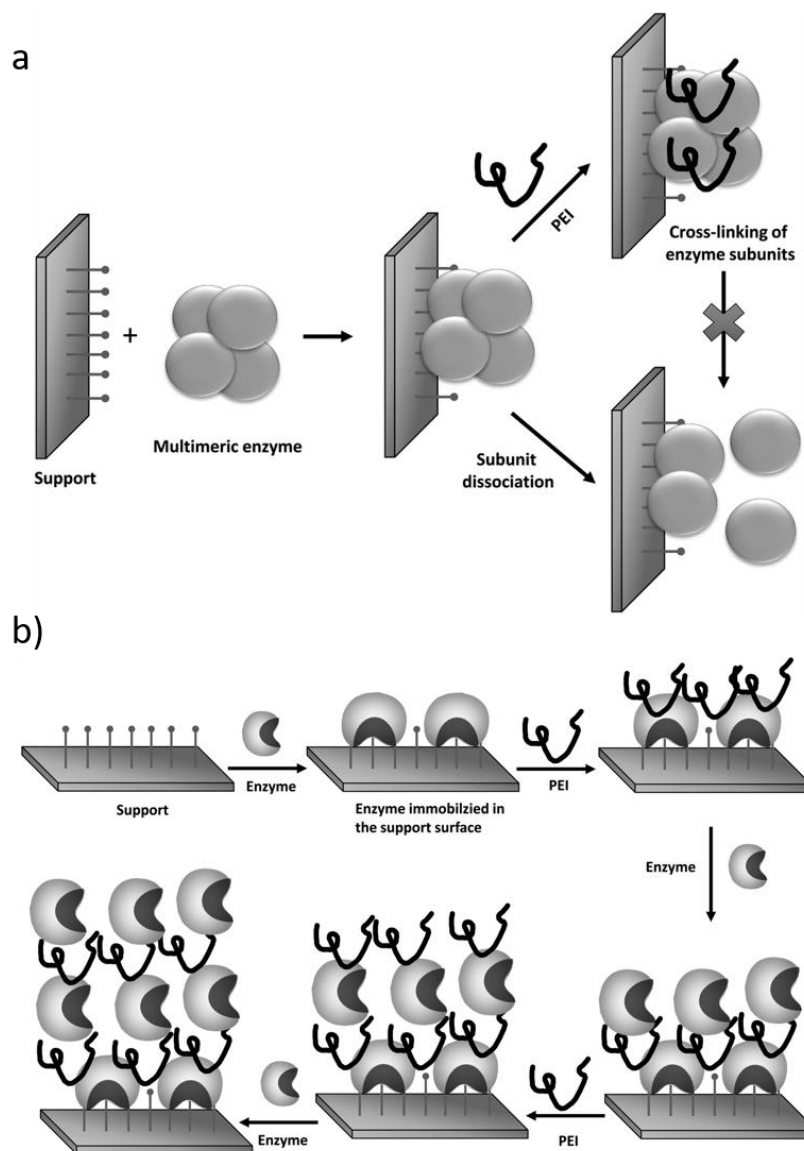 a
PEI
Cross-linking of
enzyme subunits
+
Multimeric enzyme
Support
Subunit
dissociation
b)
Enzyme
PEI
Support
Enzyme immobilzied in
the support surface
Enzyme
Enzyme
PEI